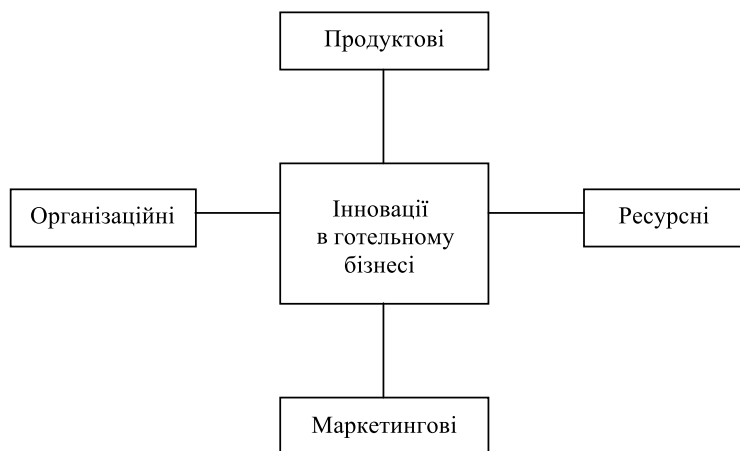 Продуктові
Організаційні
Інновації
в готельному
бізнесі
Ресурсні
Маркетингові